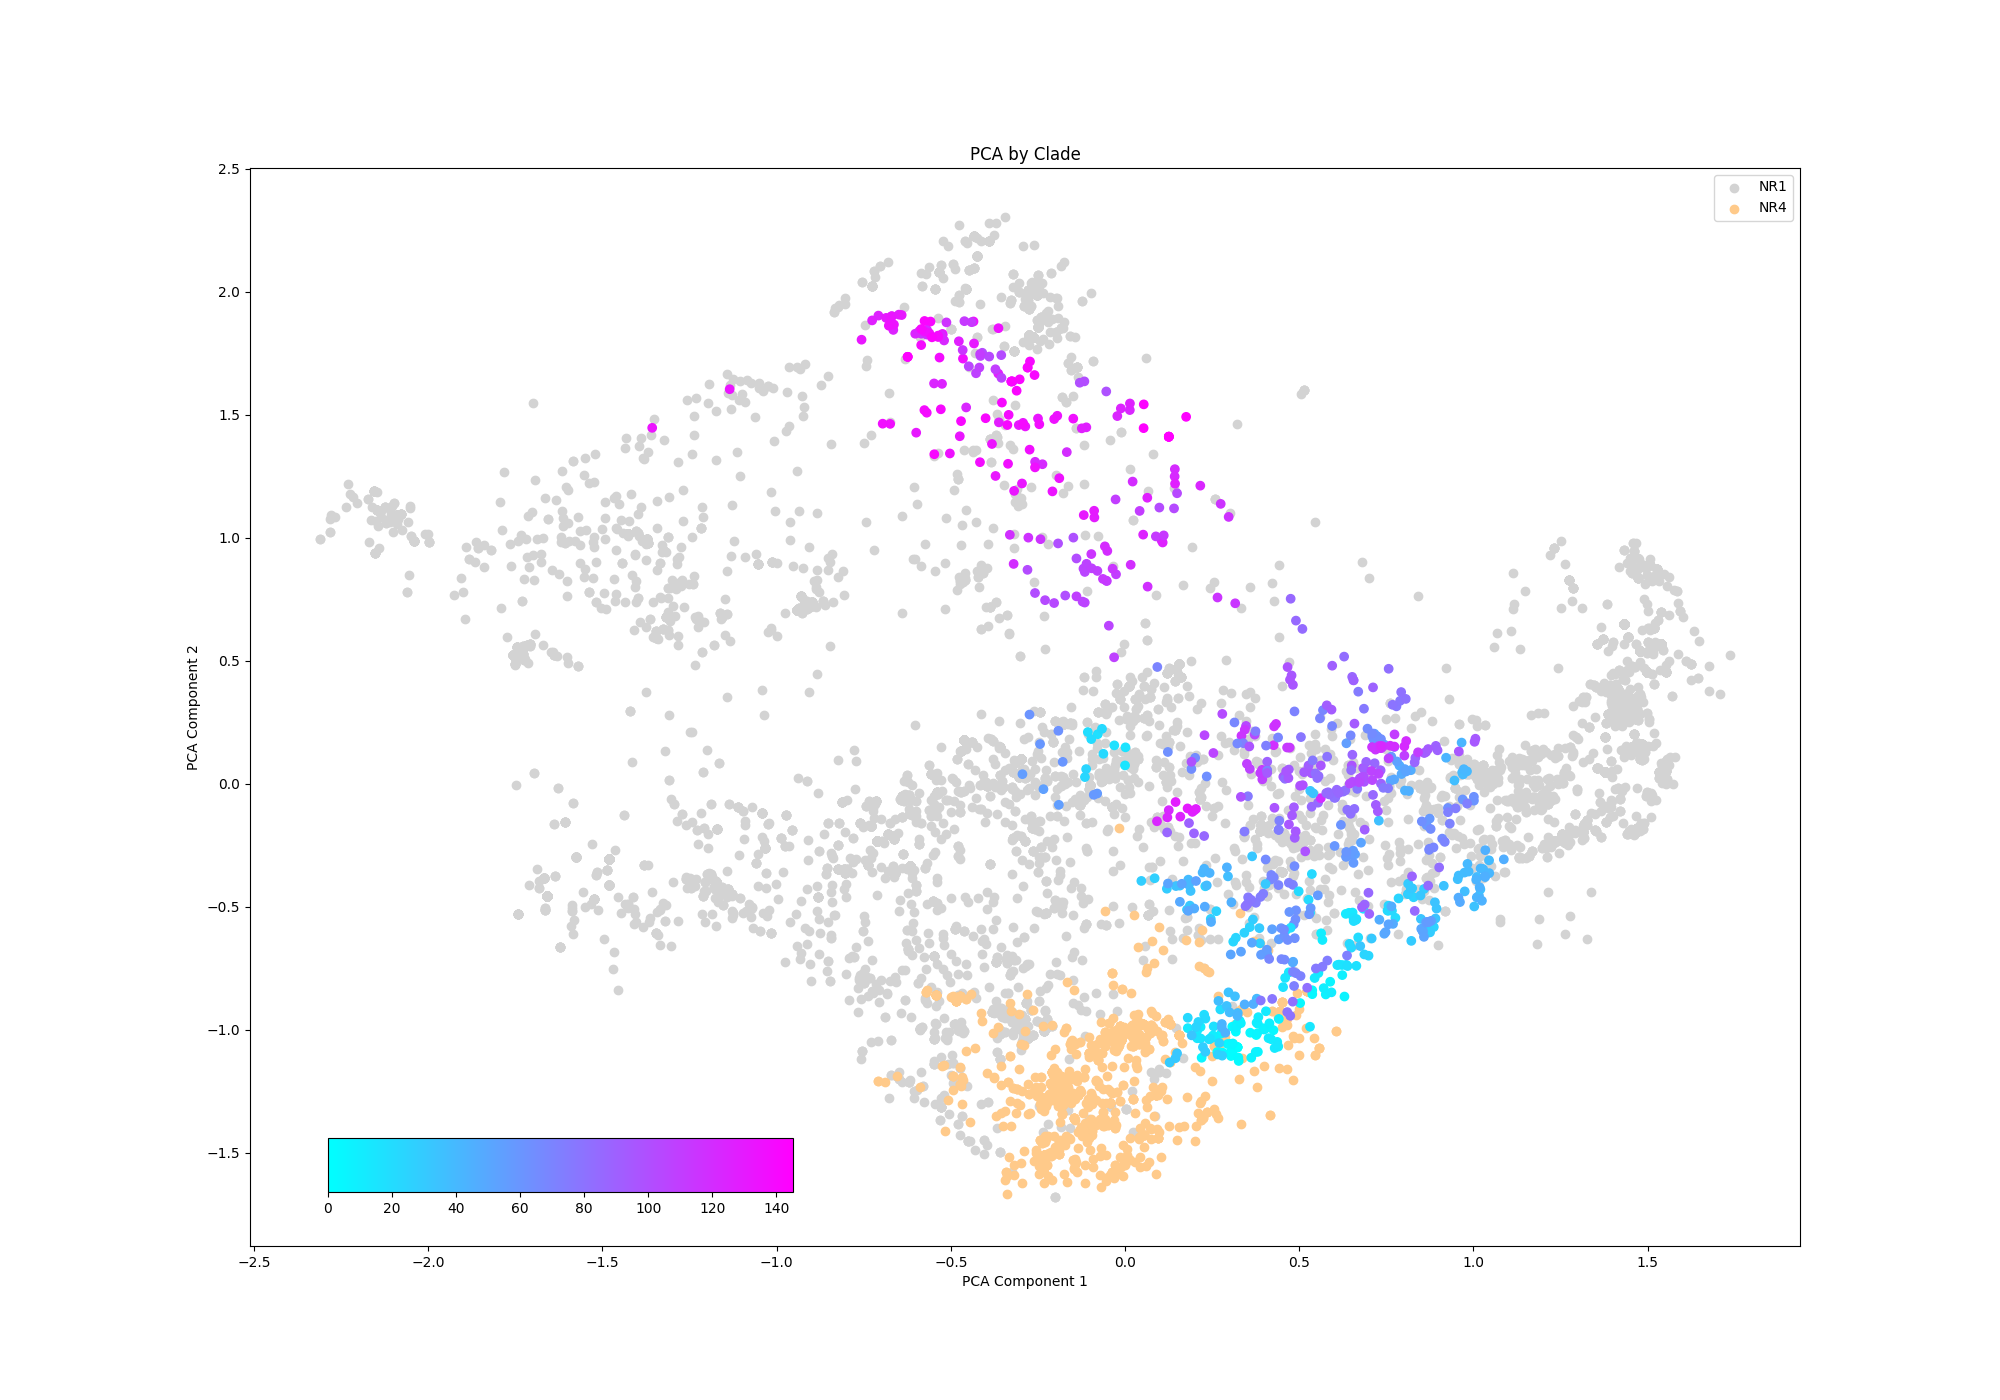 PCA by Clade
NR1
NR4
PCA Component 2
2.5
2.0
1.5
1.0
0.5
0.0
−0.5
−1.0
−1.5
0 20 40 60 80 100 120 140
−2.5 −2.0 −1.5 −1.0 −0.5 0.0 0.5 1.0 1.5
PCA Component 1